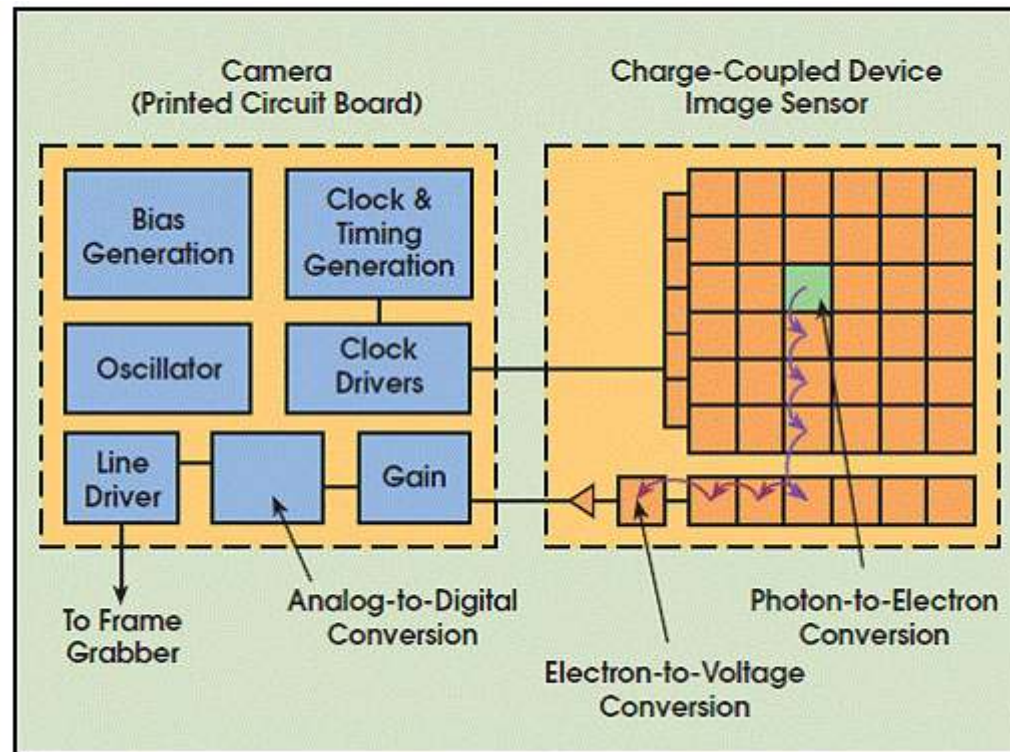 Camera
(Printed Circuit Board)
Charge-Coupled Device
Image Sensor
Bias
Generation
Clock &
Timing
Generation
Oscillator
Clock
Drivers
Line
Driver
Gain
To Frame
Grabber
Analog-to-Digital
Conversion
Electron-to-Voltage
Conversion
Photon-to-Electron
Conversion